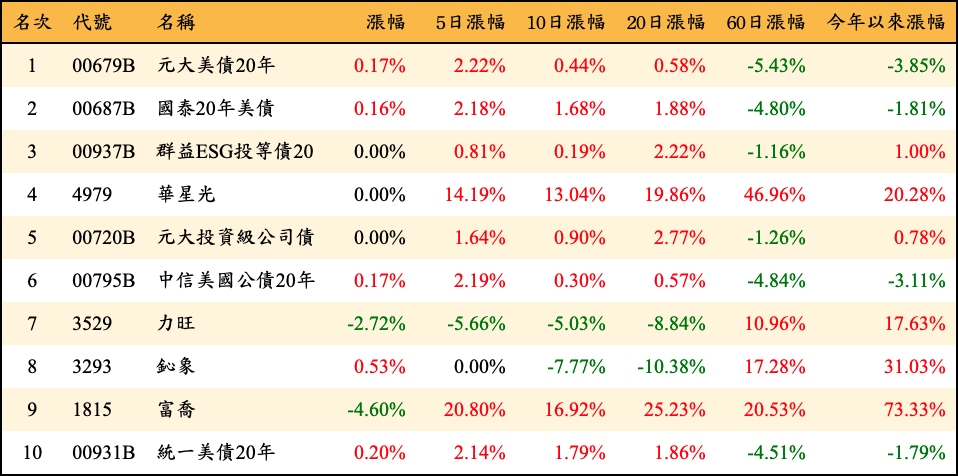 名次 代號 名稱 漲幅 5日漲幅 10日漲幅 20日漲幅 60日漲幅 今年以來漲幅
1 00679B 元大美債20年 0.17% 2.22% 0.44% 0.58% -5.43% -3.85%
2 00687B 國泰20年美債 0.16% 2.18% 1.68% 1.88% -4.80% -1.81%
3 00937B 群益ESG投等債20 0.00% 0.81% 0.19% 2.22% -1.16% 1.00%
4 4979 華星光 0.00% 14.19% 13.04% 19.86% 46.96% 20.28%
5 00720B 元大投資級公司債 0.00% 1.64% 0.90% 2.77% -1.26% 0.78%
6 00795B 中信美國公債20年 0.17% 2.19% 0.30% 0.57% -4.84% -3.11%
7 3529 力旺 -2.72% -5.66% -5.03% -8.84% 10.96% 17.63%
8 3293 鈊象 0.53% 0.00% -7.77% -10.38% 17.28% 31.03%
9 1815 富喬 -4.60% 20.80% 16.92% 25.23% 20.53% 73.33%
10 00931B 統一美債20年 0.20% 2.14% 1.79% 1.86% -4.51% -1.79%